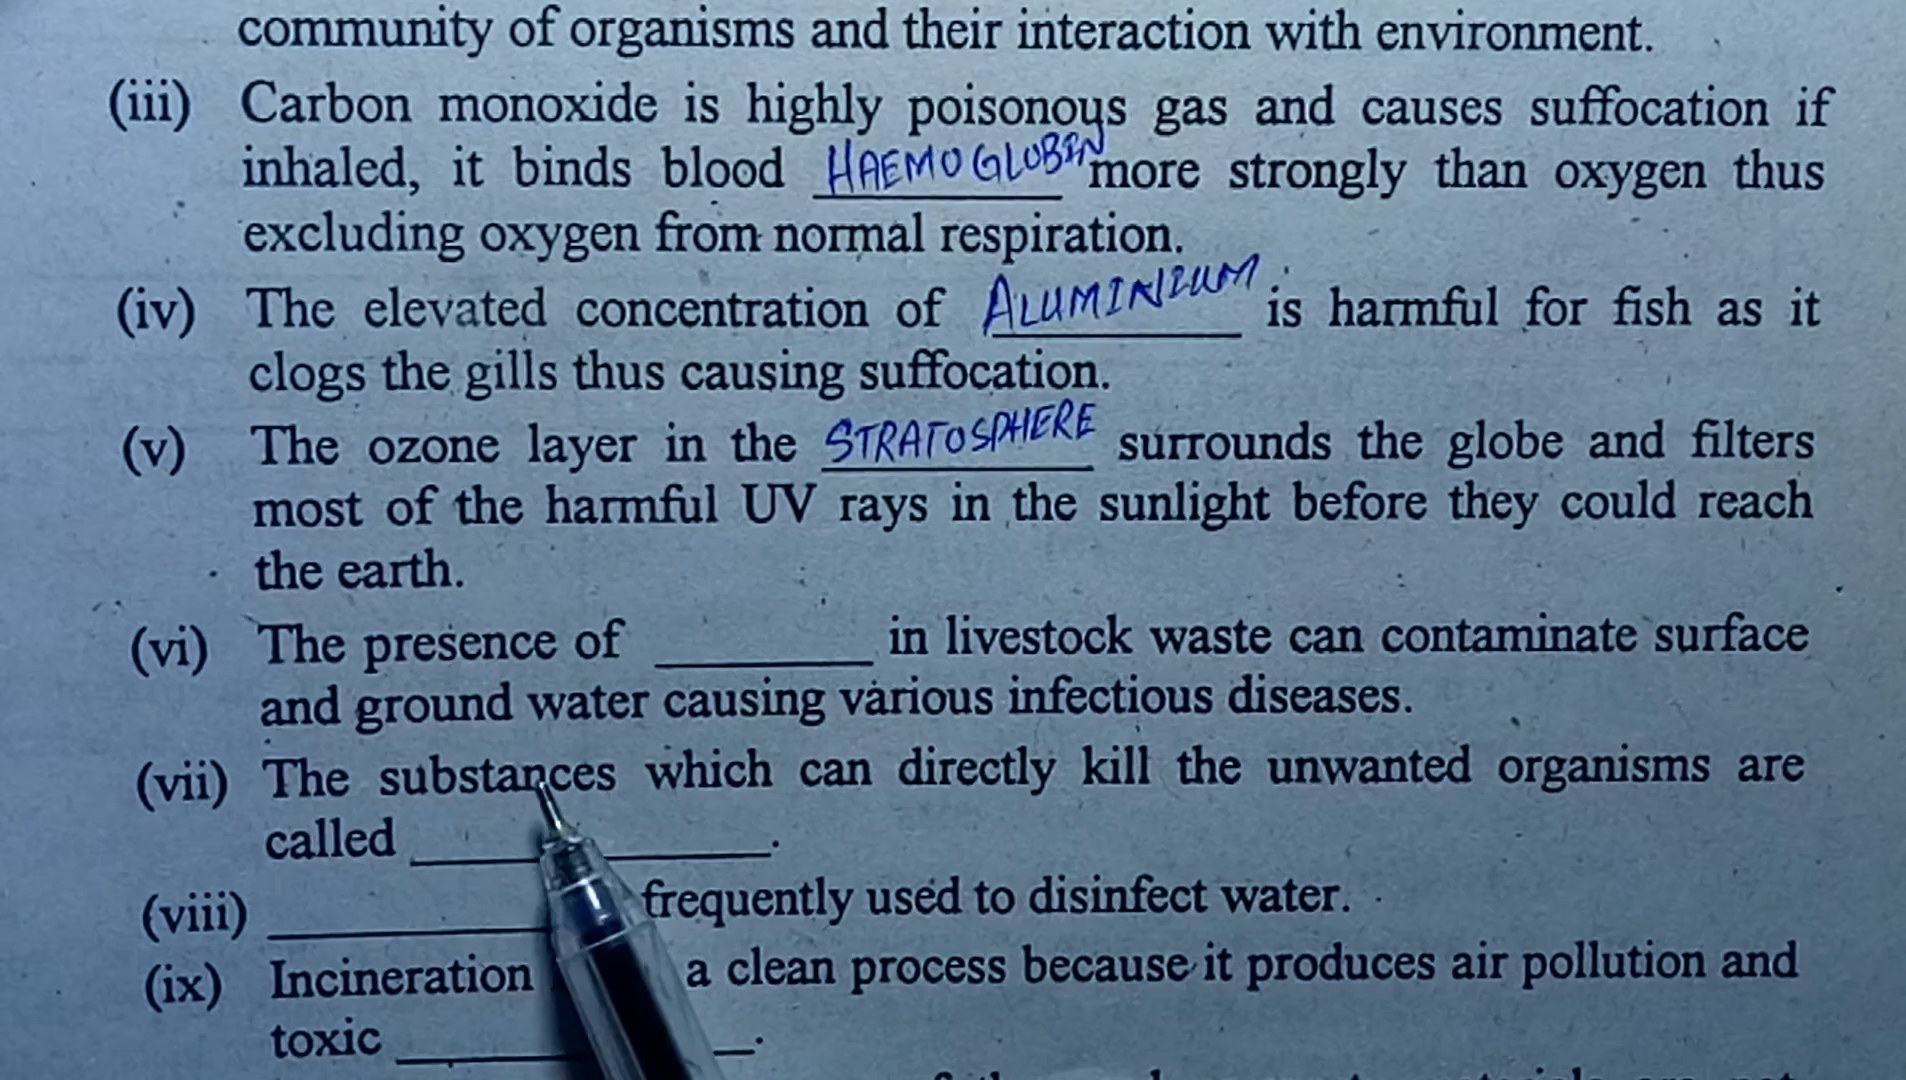 community of organisms and their interaction with environment.
(iii) Carbon monoxide is highly poisonous gas and causes suffocation if
inhaled, it binds blood HAEMOGLOBIN more strongly than oxygen thus
excluding oxygen from normal respiration.
(iv) The elevated concentration of ALUMINIUM is harmful for fish as it
clogs the gills thus causing suffocation.
(v) The ozone layer in the STRATOSPHERE surrounds the globe and filters
most of the harmful UV rays in the sunlight before they could reach
the earth.
(vi) The presence of ________ in livestock waste can contaminate surface
and ground water causing various infectious diseases.
(vii) The substances which can directly kill the unwanted organisms are
called ____________.
(viii) __________ frequently used to disinfect water.
(ix) Incineration a clean process because it produces air pollution and
toxic ____________.